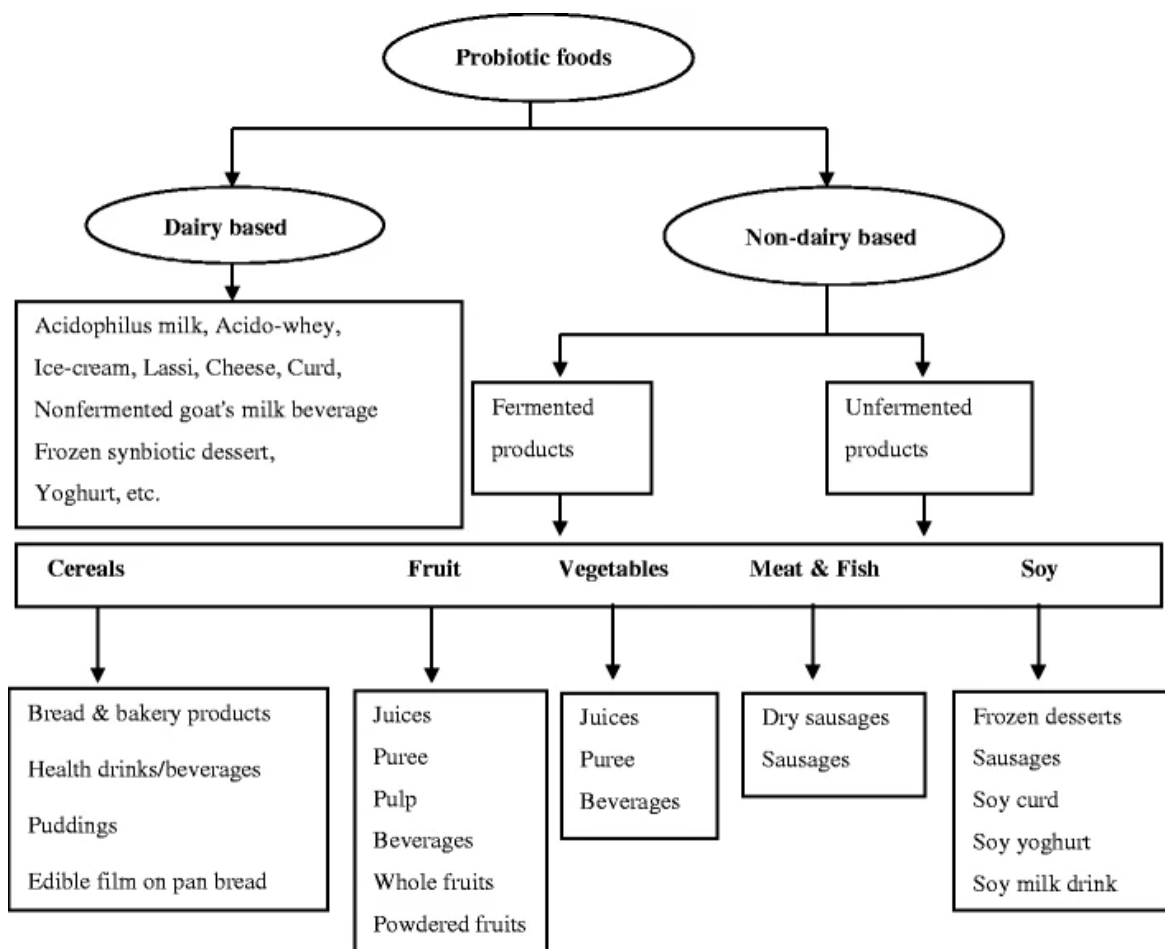 Probiotic foods
Dairy based
Non-dairy based
Acidophilus milk, Acido-whey,
Ice-cream, Lassi, Cheese, Curd,
Nonfermented goat's milk beverage
Frozen synbiotic dessert,
Yoghurt, etc.
Fermented
products
Unfermented
products
Cereals
Fruit
Vegetables
Meat & Fish
Soy
Bread & bakery products
Health drinks/beverages
Puddings
Edible film on pan bread
Juices
Puree
Pulp
Beverages
Whole fruits
Powdered fruits
Juices
Puree
Beverages
Dry sausages
Sausages
Frozen desserts
Sausages
Soy curd
Soy yoghurt
Soy milk drink